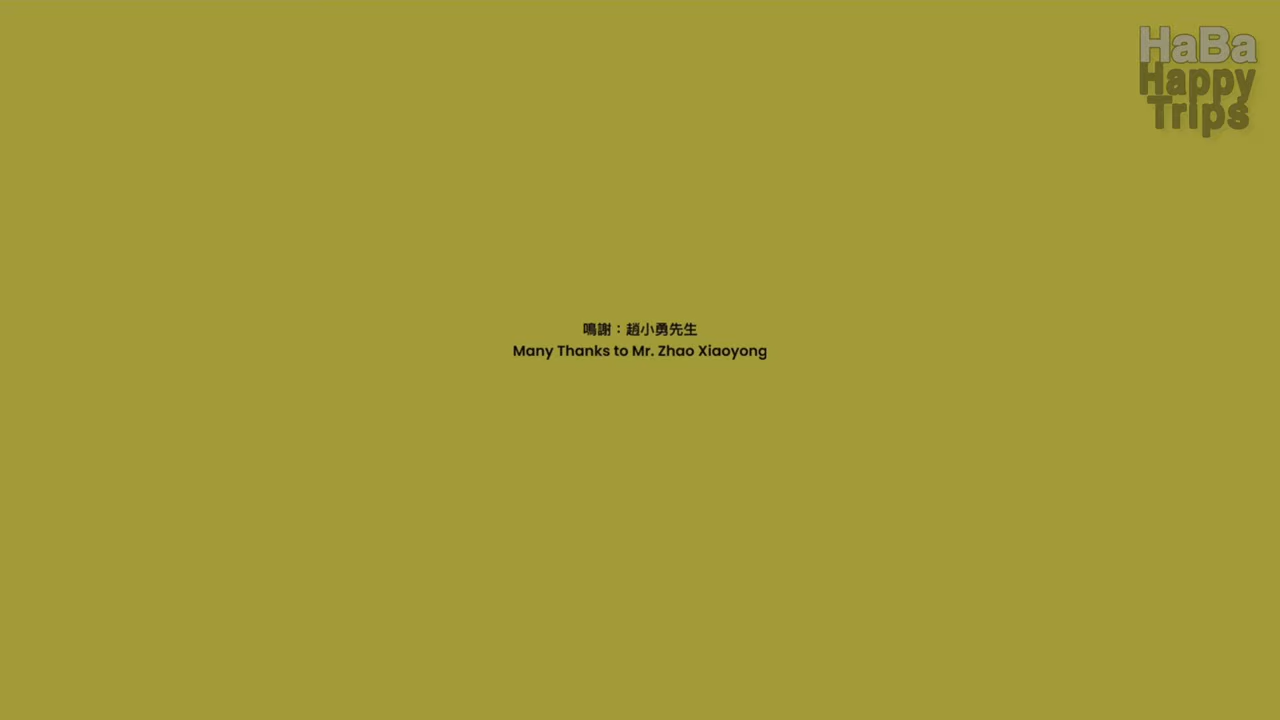 HaBa
Happy
Trips
鳴謝：趙小勇先生
Many Thanks to Mr. Zhao Xiaoyong